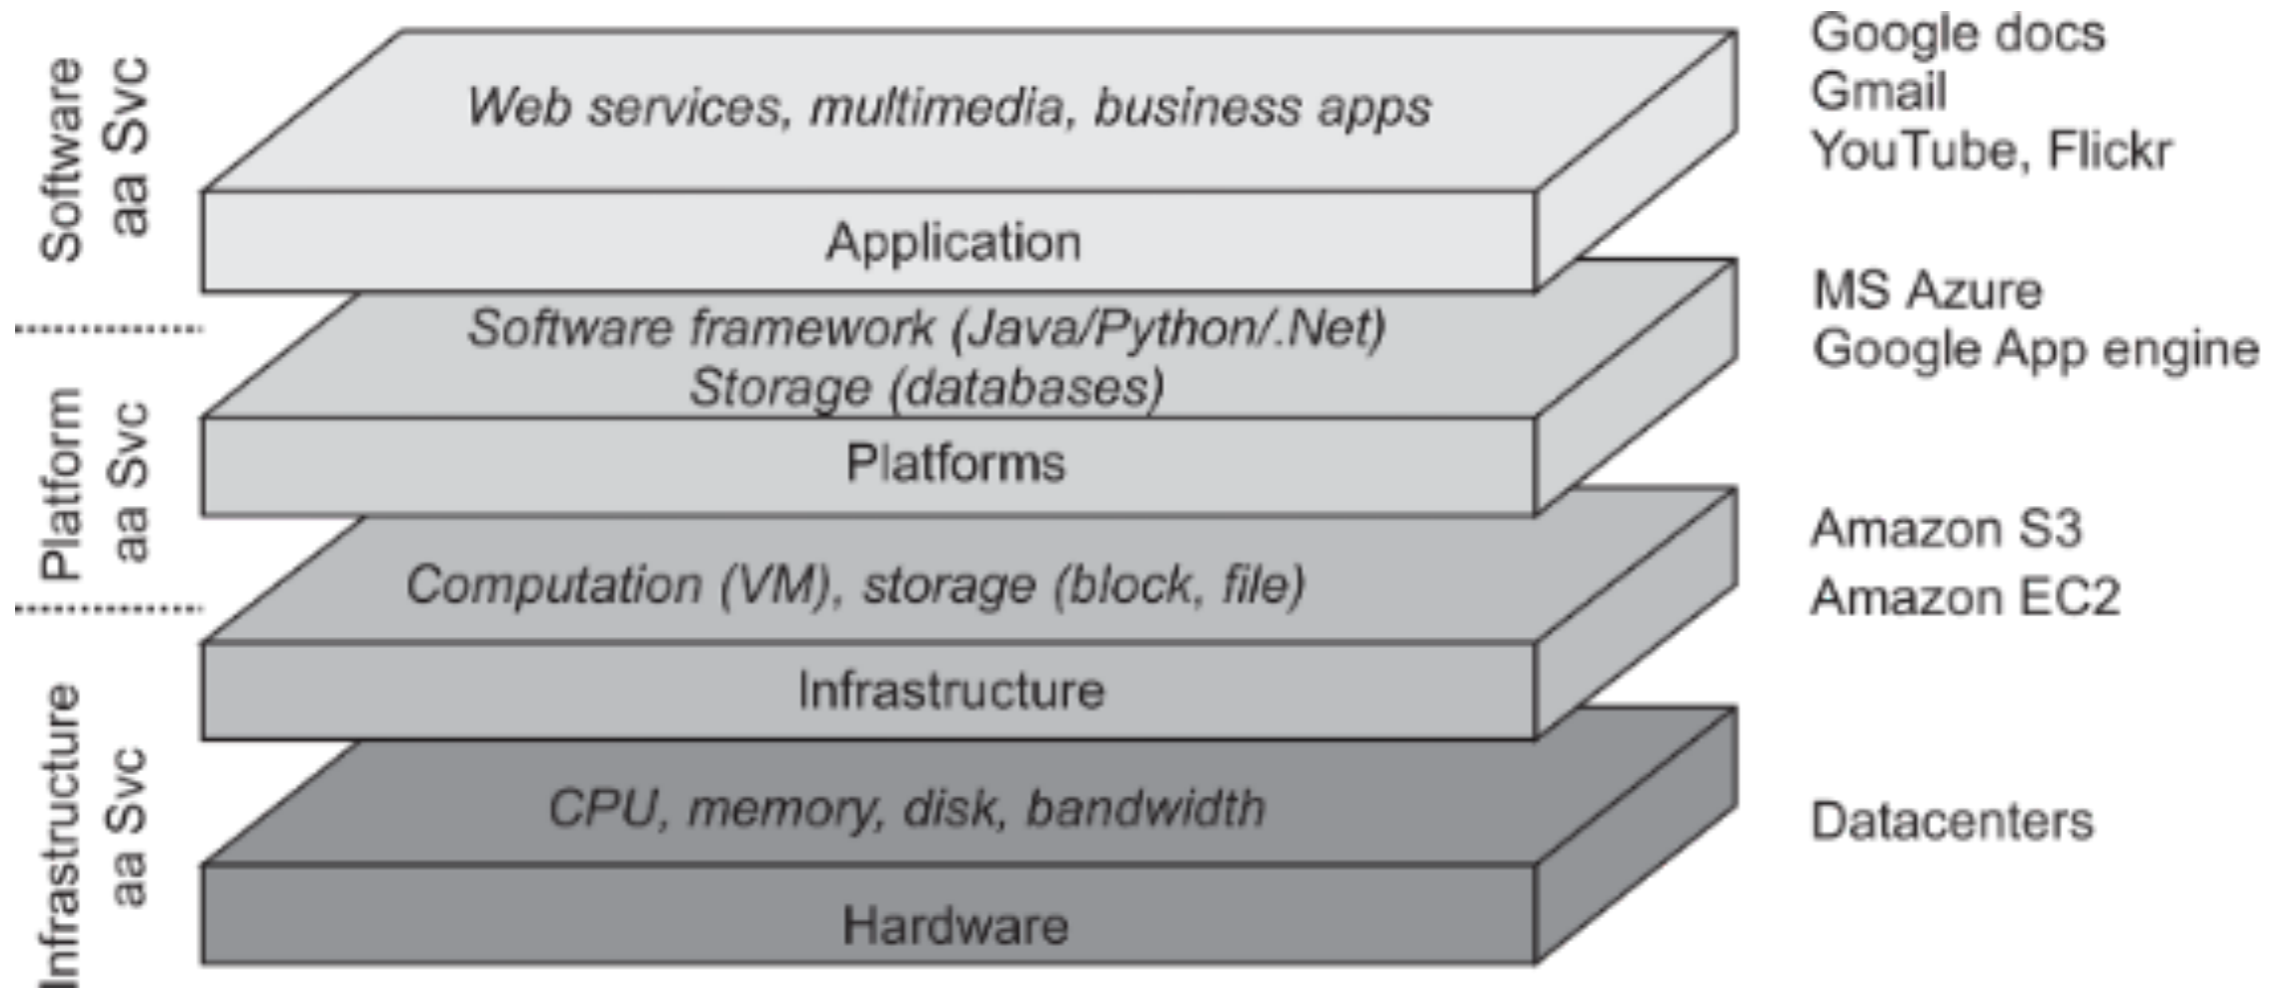 Software
aa Svc
Web services, multimedia, business apps
Application
Google docs
Gmail
YouTube, Flickr
Platform
aa Svc
Software framework (Java/Python/.Net)
Storage (databases)
Platforms
MS Azure
Google App engine
Infrastructure
aa Svc
Computation (VM), storage (block, file)
Infrastructure
Amazon S3
Amazon EC2
CPU, memory, disk, bandwidth
Hardware
Datacenters